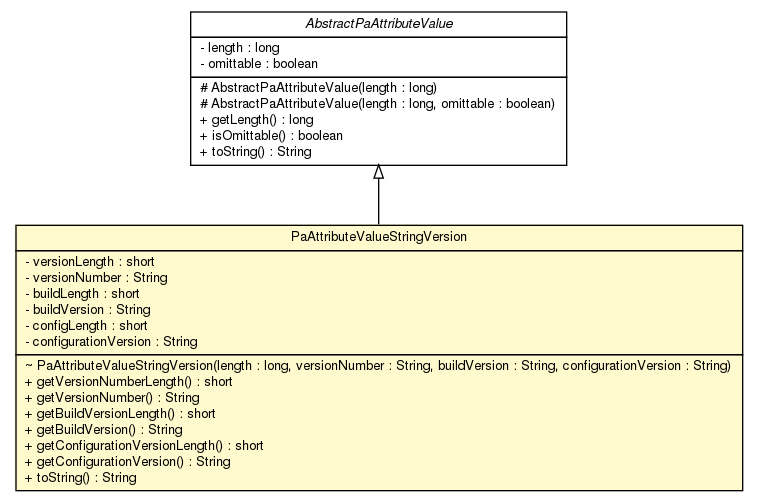 AbstractPaAttributeValue
- length : long
- omittable : boolean
# AbstractPaAttributeValue(length : long)
# AbstractPaAttributeValue(length : long, omittable : boolean)
+ getLength() : long
+ isOmittable() : boolean
+ toString() : String
PaAttributeValueStringVersion
- versionLength : short
- versionNumber : String
- buildLength : short
- buildVersion : String
- configLength : short
- configurationVersion : String
~ PaAttributeValueStringVersion(length : long, versionNumber : String, buildVersion : String, configurationVersion : String)
+ getVersionNumberLength() : short
+ getVersionNumber() : String
+ getBuildVersionLength() : short
+ getBuildVersion() : String
+ getConfigurationVersionLength() : short
+ getConfigurationVersion() : String
+ toString() : String